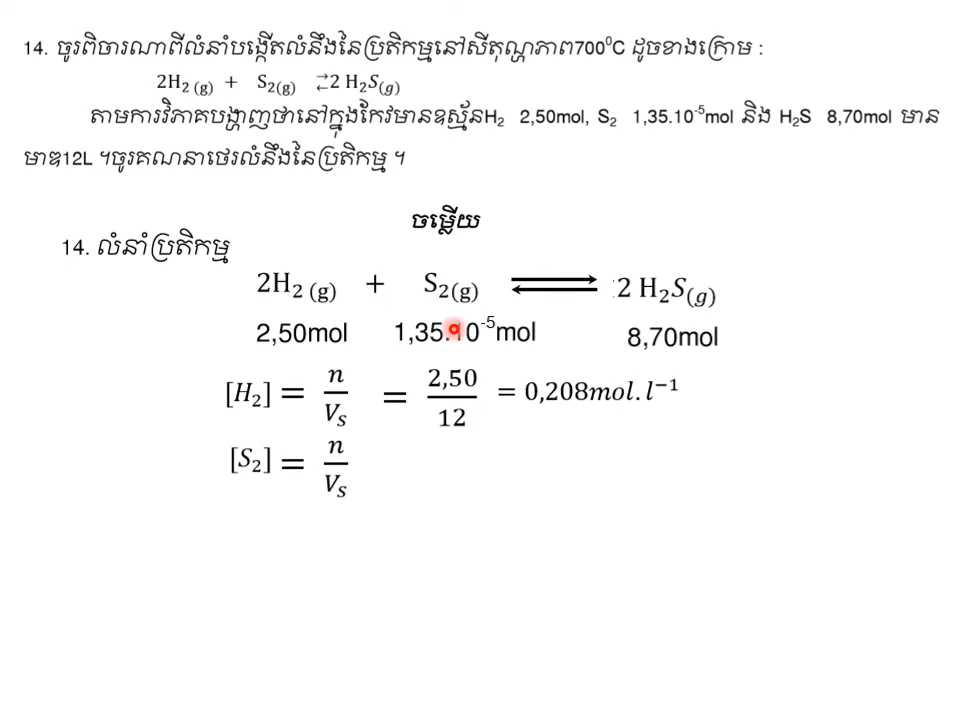 14. ចូរពិចារណាពីលំនាំបង្កើតលំនឹងនៃប្រតិកម្មនៅសីតុណ្ហភាព700⁰C ដូចខាងក្រោម :
2H₂ (g) + S₂(g) ⇄2 H₂S(g)
តាមការវិភាគបង្ហាញថានៅក្នុងកែវមានឧស្ម័នH₂ 2,50mol, S₂ 1,35.10⁻⁵mol និង H₂S 8,70mol មាន
មាឌ12L ។ចូរគណនាថេរលំនឹងនៃប្រតិកម្ម ។
ចម្លើយ
14. លំនាំប្រតិកម្ម
2H₂ (g) + S₂(g) ⇌ 2 H₂S(g)
2,50mol 1,35.10⁻⁵mol 8,70mol
[H₂] = n/Vₛ = 2,50/12 = 0,208mol.l⁻¹
[S₂] = n/Vₛ